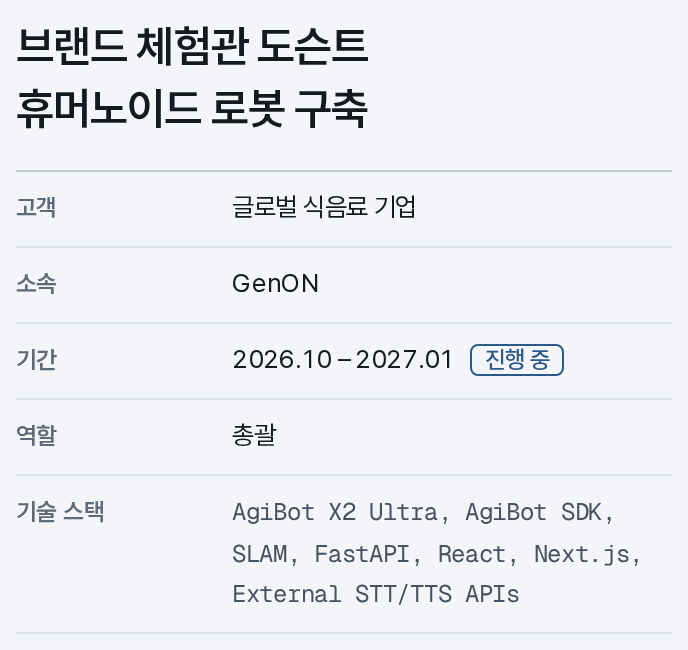 브랜드 체험관 도슨트
휴머노이드 로봇 구축
고객 글로벌 식음료 기업
소속 GenON
기간 2026.10 – 2027.01 진행 중
역할 총괄
기술 스택 AgiBot X2 Ultra, AgiBot SDK,
SLAM, FastAPI, React, Next.js,
External STT/TTS APIs